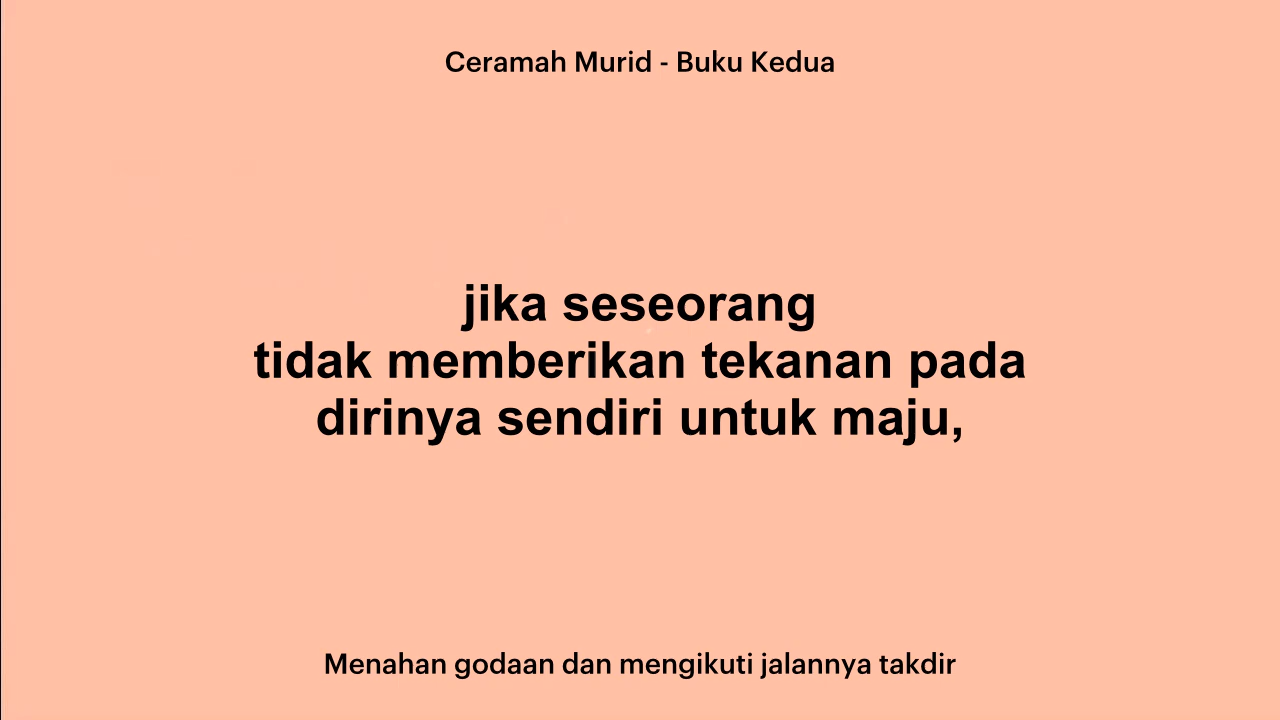 Ceramah Murid - Buku Kedua
jika seseorang
tidak memberikan tekanan pada
dirinya sendiri untuk maju,
Menahan godaan dan mengikuti jalannya takdir